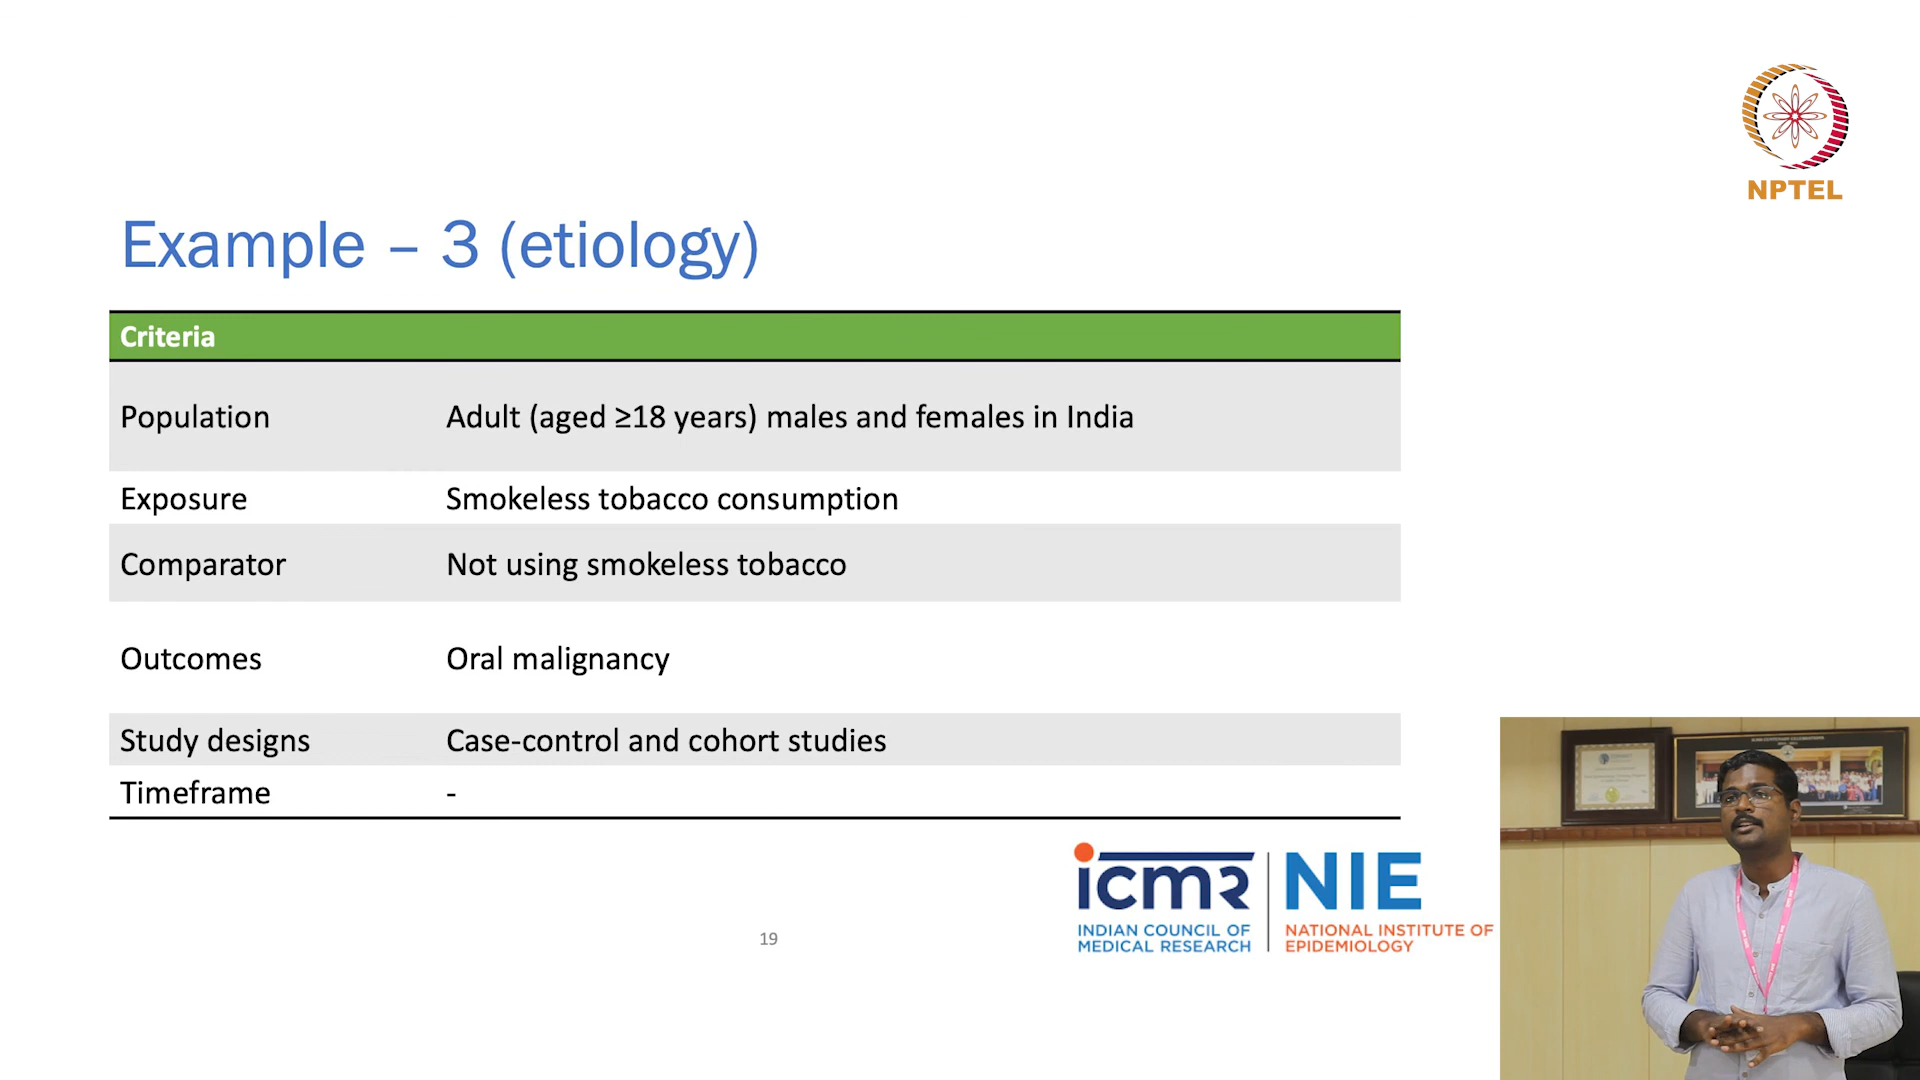 NPTEL
Example – 3 (etiology)
Criteria
Population Adult (aged ≥18 years) males and females in India
Exposure Smokeless tobacco consumption
Comparator Not using smokeless tobacco
Outcomes Oral malignancy
Study designs Case-control and cohort studies
Timeframe -
icmr
INDIAN COUNCIL OF
MEDICAL RESEARCH
NIE
NATIONAL INSTITUTE OF
EPIDEMIOLOGY
19